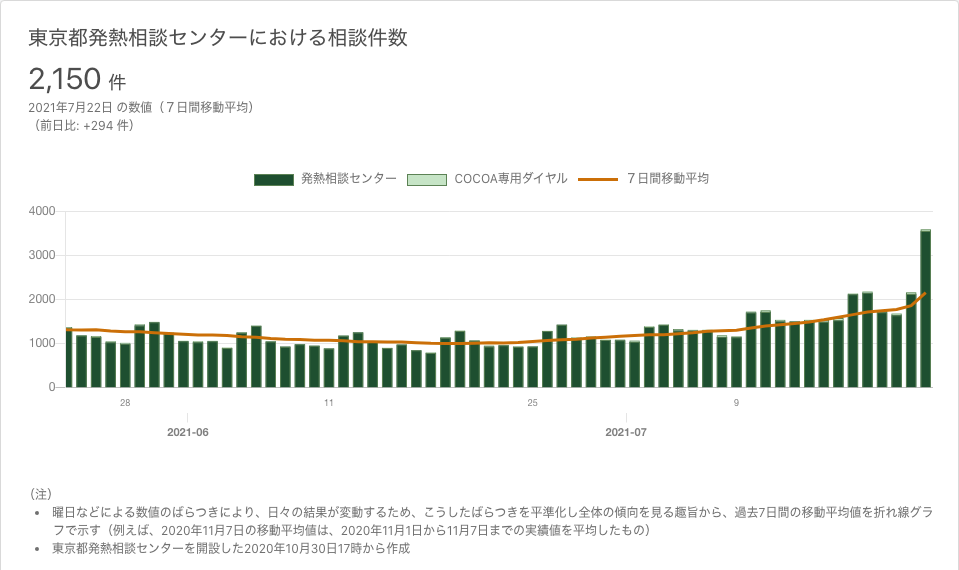 東京都発熱相談センターにおける相談件数
2,150 件
2021年7月22日 の数値（７日間移動平均）
（前日比: +294 件）
発熱相談センター COCOA専用ダイヤル ７日間移動平均
4000
3000
2000
1000
0
28 11 25 9
2021-06 2021-07
（注）
• 曜日などによる数値のばらつきにより、日々の結果が変動するため、こうしたばらつきを平準化し全体の傾向を見る趣旨から、過去7日間の移動平均値を折れ線グラ
フで示す（例えば、2020年11月7日の移動平均値は、2020年11月1日から11月7日までの実績値を平均したもの）
• 東京都発熱相談センターを開設した2020年10月30日17時から作成